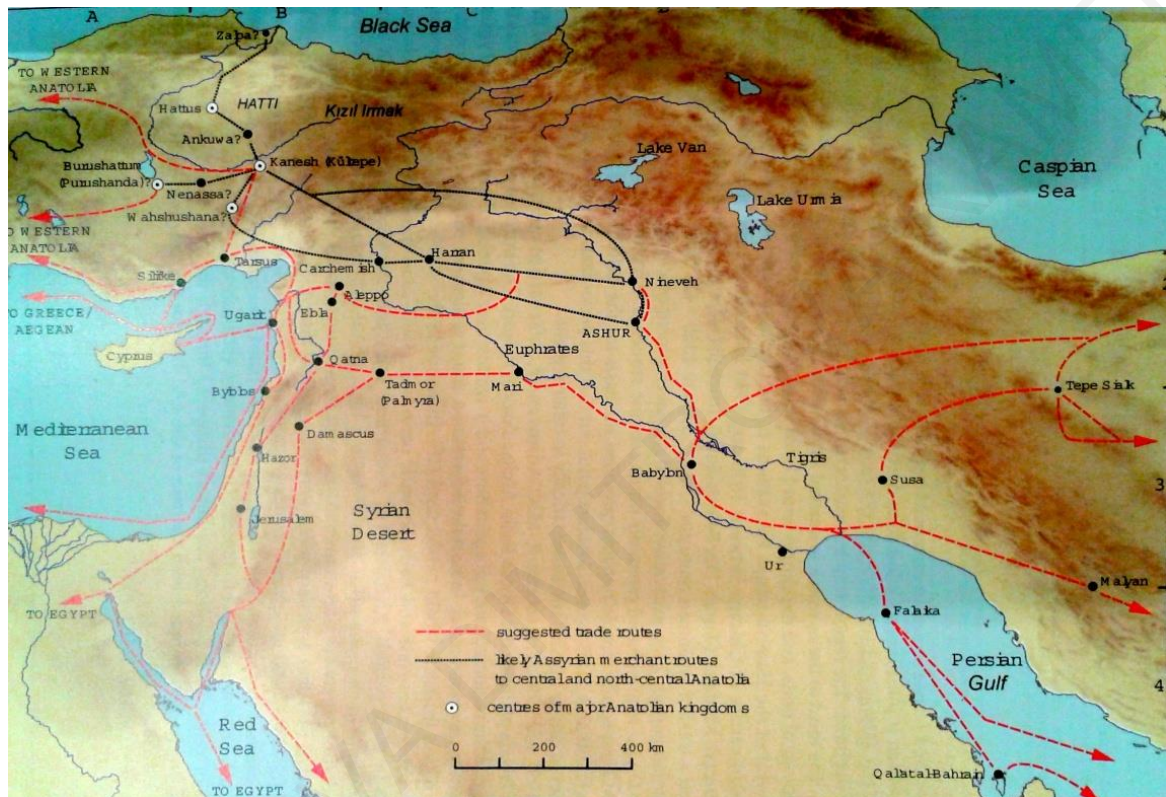 A
B
C
Black Sea
Zalpa?
TO WESTERN
ANATOLIA
Hattus
HATTI
Kızıl Irmak
Ankuwa?
Lake Van
Caspian
Sea
Kanesh (Kültepe)
Burushattum
(Purushanda)?
Nenassa?
Lake Urmia
Wahshushana?
TO WESTERN
ANATOLIA
Tarsus
Harran
Carchemish
Silifke
Nineveh
Aleppo
Ebla
TO GREECE/
AEGEAN
Ugarit
ASHUR
Cyprus
Euphrates
Qatna
Mari
Tadmor
(Palmyra)
Tepe Sialk
Byblos
Mediterranean
Sea
Damascus
Hazor
Tigris
Babylon
Susa
3
Syrian
Desert
Jerusalem
Ur
Malyan
TO EGYPT
Falaika
suggested trade routes
likely Assyrian merchant routes
to central and north-central Anatolia
Persian
Gulf
4
centres of major Anatolian kingdoms
Red
Sea
0 200 400 km
Qalatal-Bahrain
TO EGYPT